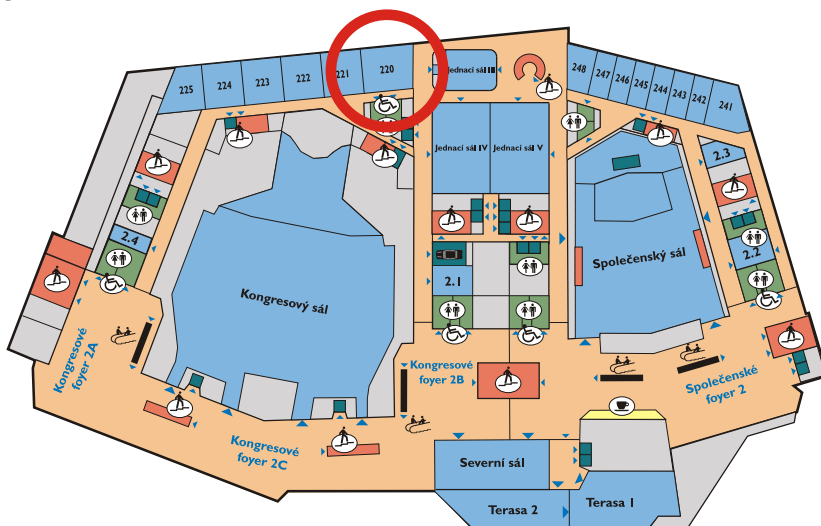 220
221
222
223
224
225
Jednací sál III
248
247
246
245
244
243
242
241
Jednací sál IV
Jednací sál V
2.3
2.4
2.2
2.1
Společenský sál
Kongresový sál
Kongresové
foyer 2A
Kongresové
foyer 2B
Společenské
foyer 2
Kongresové
foyer 2C
Severní sál
Terasa 2
Terasa 1